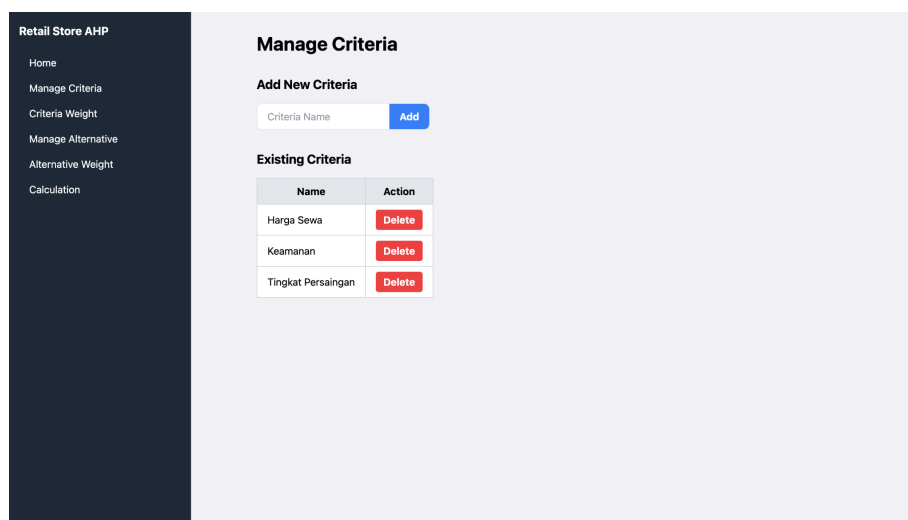 Retail Store AHP
Home
Manage Criteria
Criteria Weight
Manage Alternative
Alternative Weight
Calculation
Manage Criteria
Add New Criteria
Criteria Name Add
Existing Criteria
Name Action
Harga Sewa Delete
Keamanan Delete
Tingkat Persaingan Delete